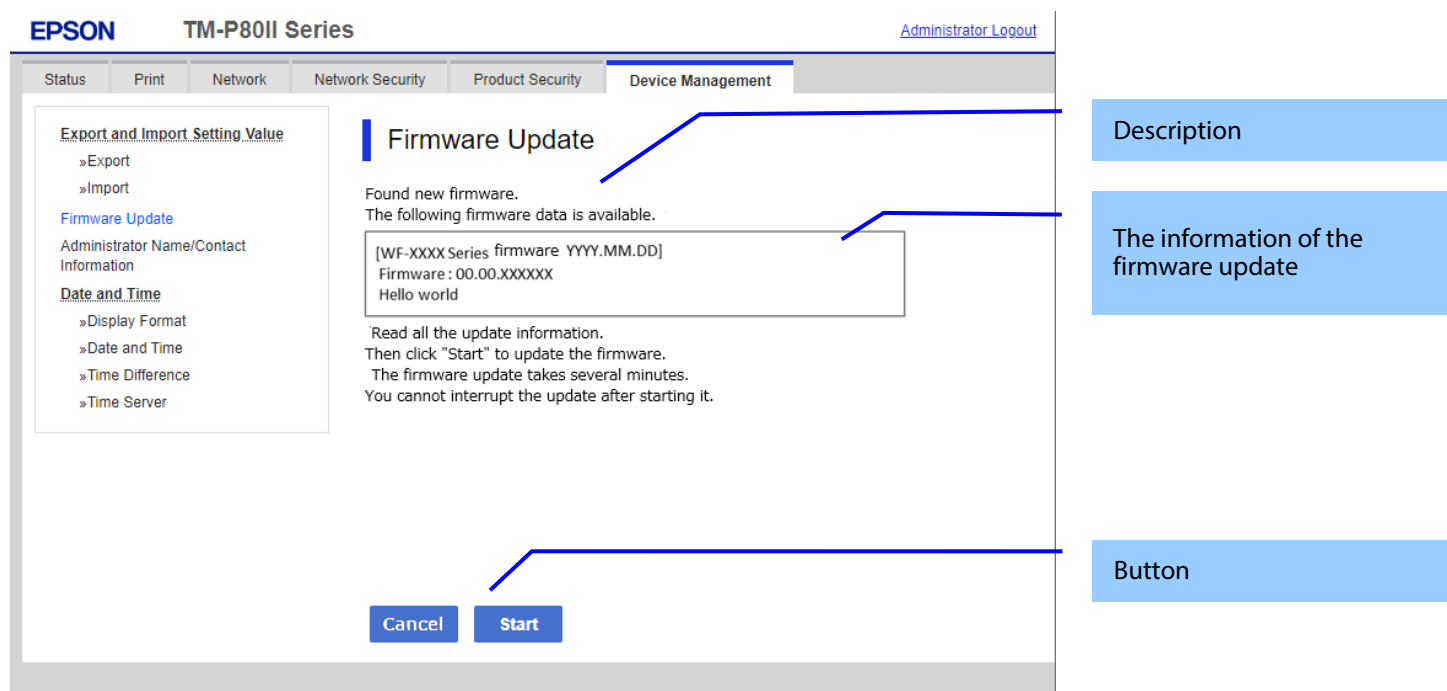 EPSON TM-P80II Series Administrator Logout
Status Print Network Network Security Product Security Device Management
Export and Import Setting Value
»Export
»Import
Firmware Update
Administrator Name/Contact
Information
Date and Time
»Display Format
»Date and Time
»Time Difference
»Time Server
Firmware Update
Found new firmware.
The following firmware data is available.
[WF-XXXX Series firmware YYYY.MM.DD]
Firmware : 00.00.XXXXXX
Hello world
Read all the update information.
Then click "Start" to update the firmware.
The firmware update takes several minutes.
You cannot interrupt the update after starting it.
Cancel Start
Description
The information of the
firmware update
Button